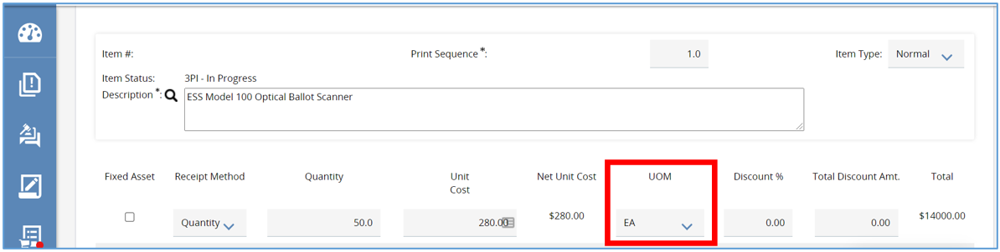 Item #: Print Sequence *: 1.0 Item Type: Normal
Item Status: 3PI - In Progress
Description *: ESS Model 100 Optical Ballot Scanner
Fixed Asset Receipt Method Quantity Unit Net Unit Cost UOM Discount % Total Discount Amt. Total
Cost
Quantity 50.0 280.00 $280.00 EA 0.00 0.00 $14000.00